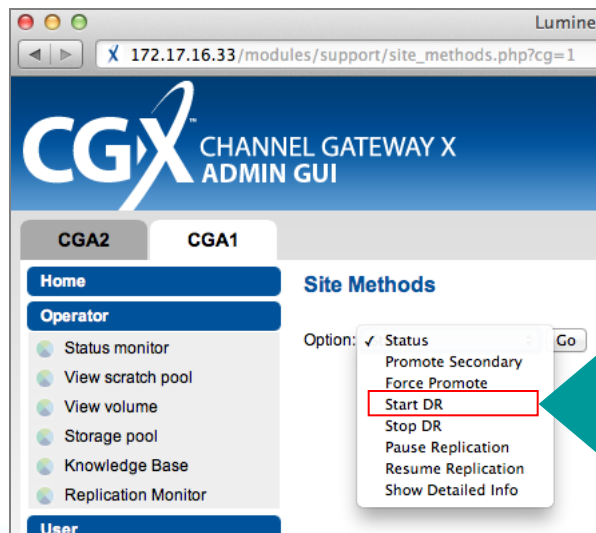 Lumine
172.17.16.33/modules/support/site_methods.php?cg=1
CGX™ CHANNEL GATEWAY X
ADMIN GUI
CGA2 CGA1
Home
Operator
Status monitor
View scratch pool
View volume
Storage pool
Knowledge Base
Replication Monitor
User
Site Methods
Option: ✓ Status Go
Promote Secondary
Force Promote
Start DR
Stop DR
Pause Replication
Resume Replication
Show Detailed Info